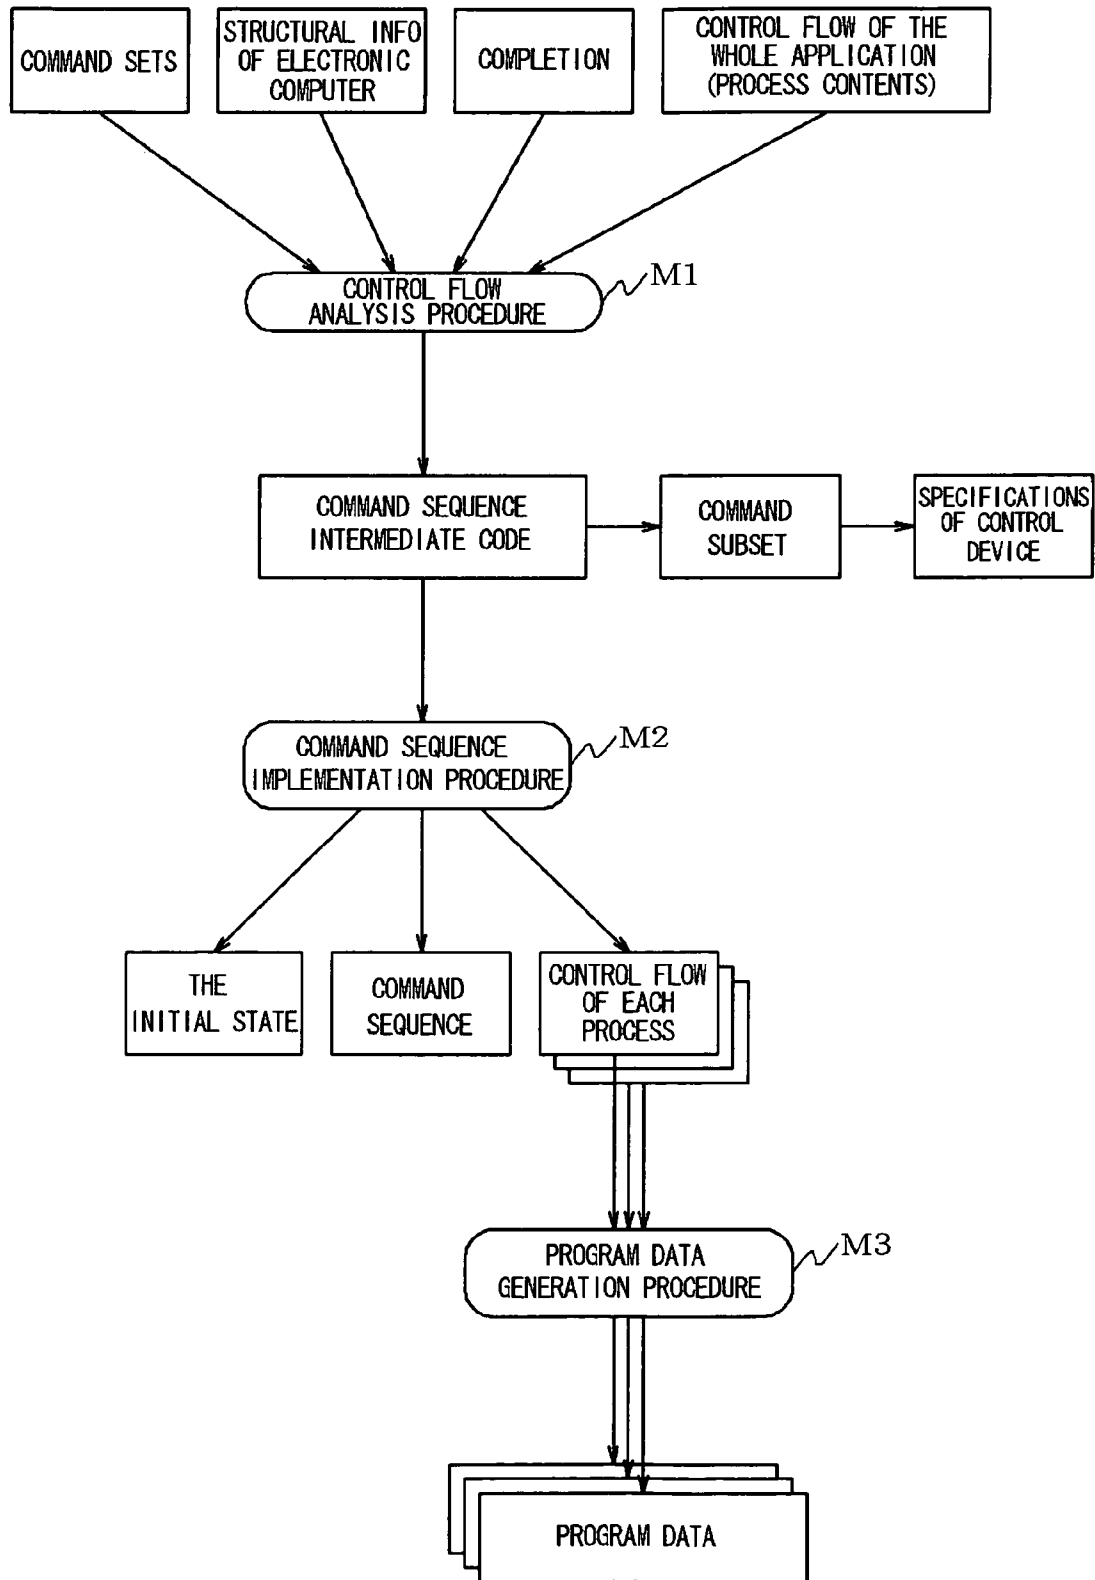 COMMAND SETS
STRUCTURAL INFO
OF ELECTRONIC
COMPUTER
COMPLETION
CONTROL FLOW OF THE
WHOLE APPLICATION
(PROCESS CONTENTS)
CONTROL FLOW
ANALYSIS PROCEDURE
M1
COMMAND SEQUENCE
INTERMEDIATE CODE
COMMAND
SUBSET
SPECIFICATIONS
OF CONTROL
DEVICE
COMMAND SEQUENCE
IMPLEMENTATION PROCEDURE
M2
THE
INITIAL STATE
COMMAND
SEQUENCE
CONTROL FLOW
OF EACH
PROCESS
PROGRAM DATA
GENERATION PROCEDURE
M3
PROGRAM DATA